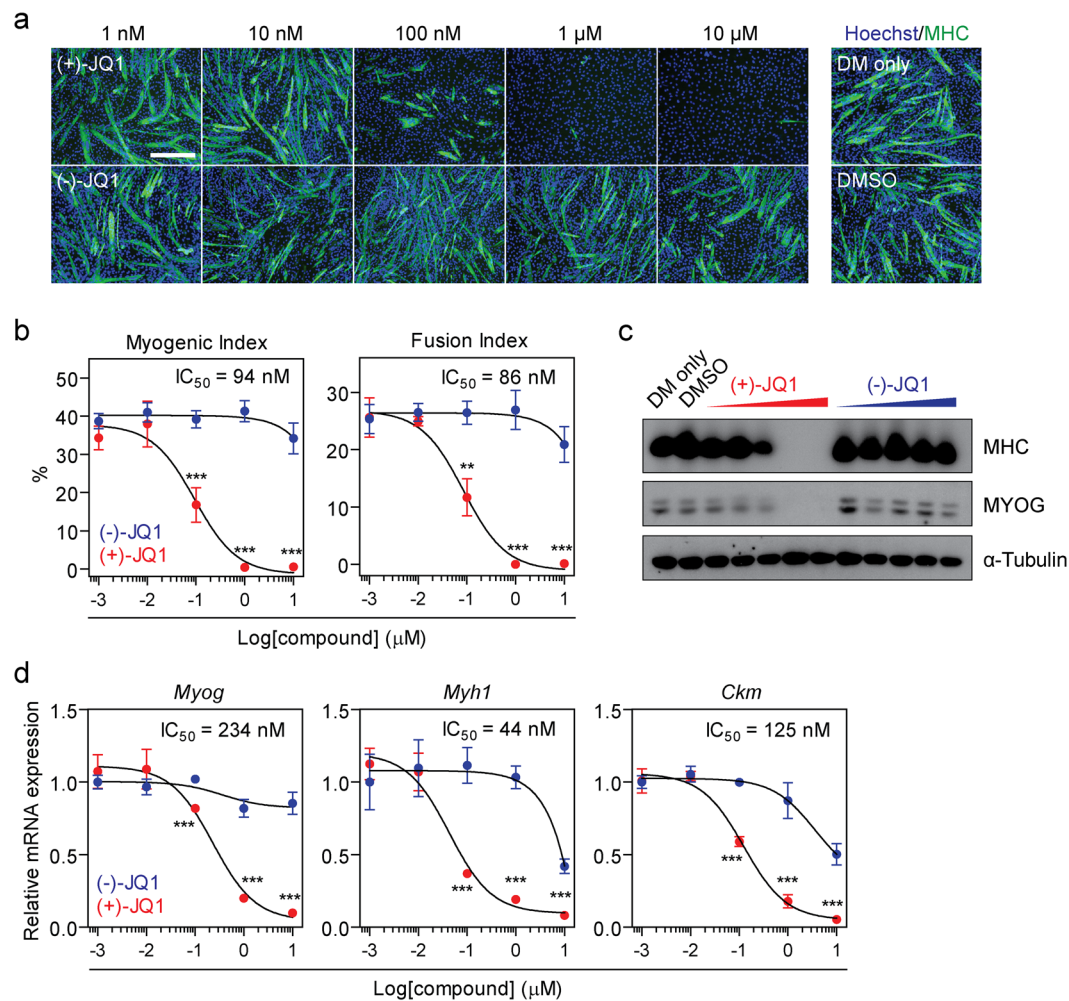 a
1 nM 10 nM 100 nM 1 µM 10 µM Hoechst/MHC
(+)-JQ1 DM only
(-)-JQ1 DMSO
b
Myogenic Index Fusion Index
IC50 = 94 nM IC50 = 86 nM
50
40
30
20
10
0
%
30
20
10
0
***
***
***
**
***
***
(-)-JQ1
(+)-JQ1
-3 -2 -1 0 1 -3 -2 -1 0 1
Log[compound] (µM)
c
DM only DMSO (+)-JQ1 (-)-JQ1
MHC
MYOG
α-Tubulin
d
Myog Myh1 Ckm
IC50 = 234 nM IC50 = 44 nM IC50 = 125 nM
Relative mRNA expression
1.5 1.5 1.5
1.0 1.0 1.0
0.5 0.5 0.5
0.0 0.0 0.0
*** *** ***
*** *** ***
*** *** ***
(-)-JQ1
(+)-JQ1
-3 -2 -1 0 1 -3 -2 -1 0 1 -3 -2 -1 0 1
Log[compound] (µM)